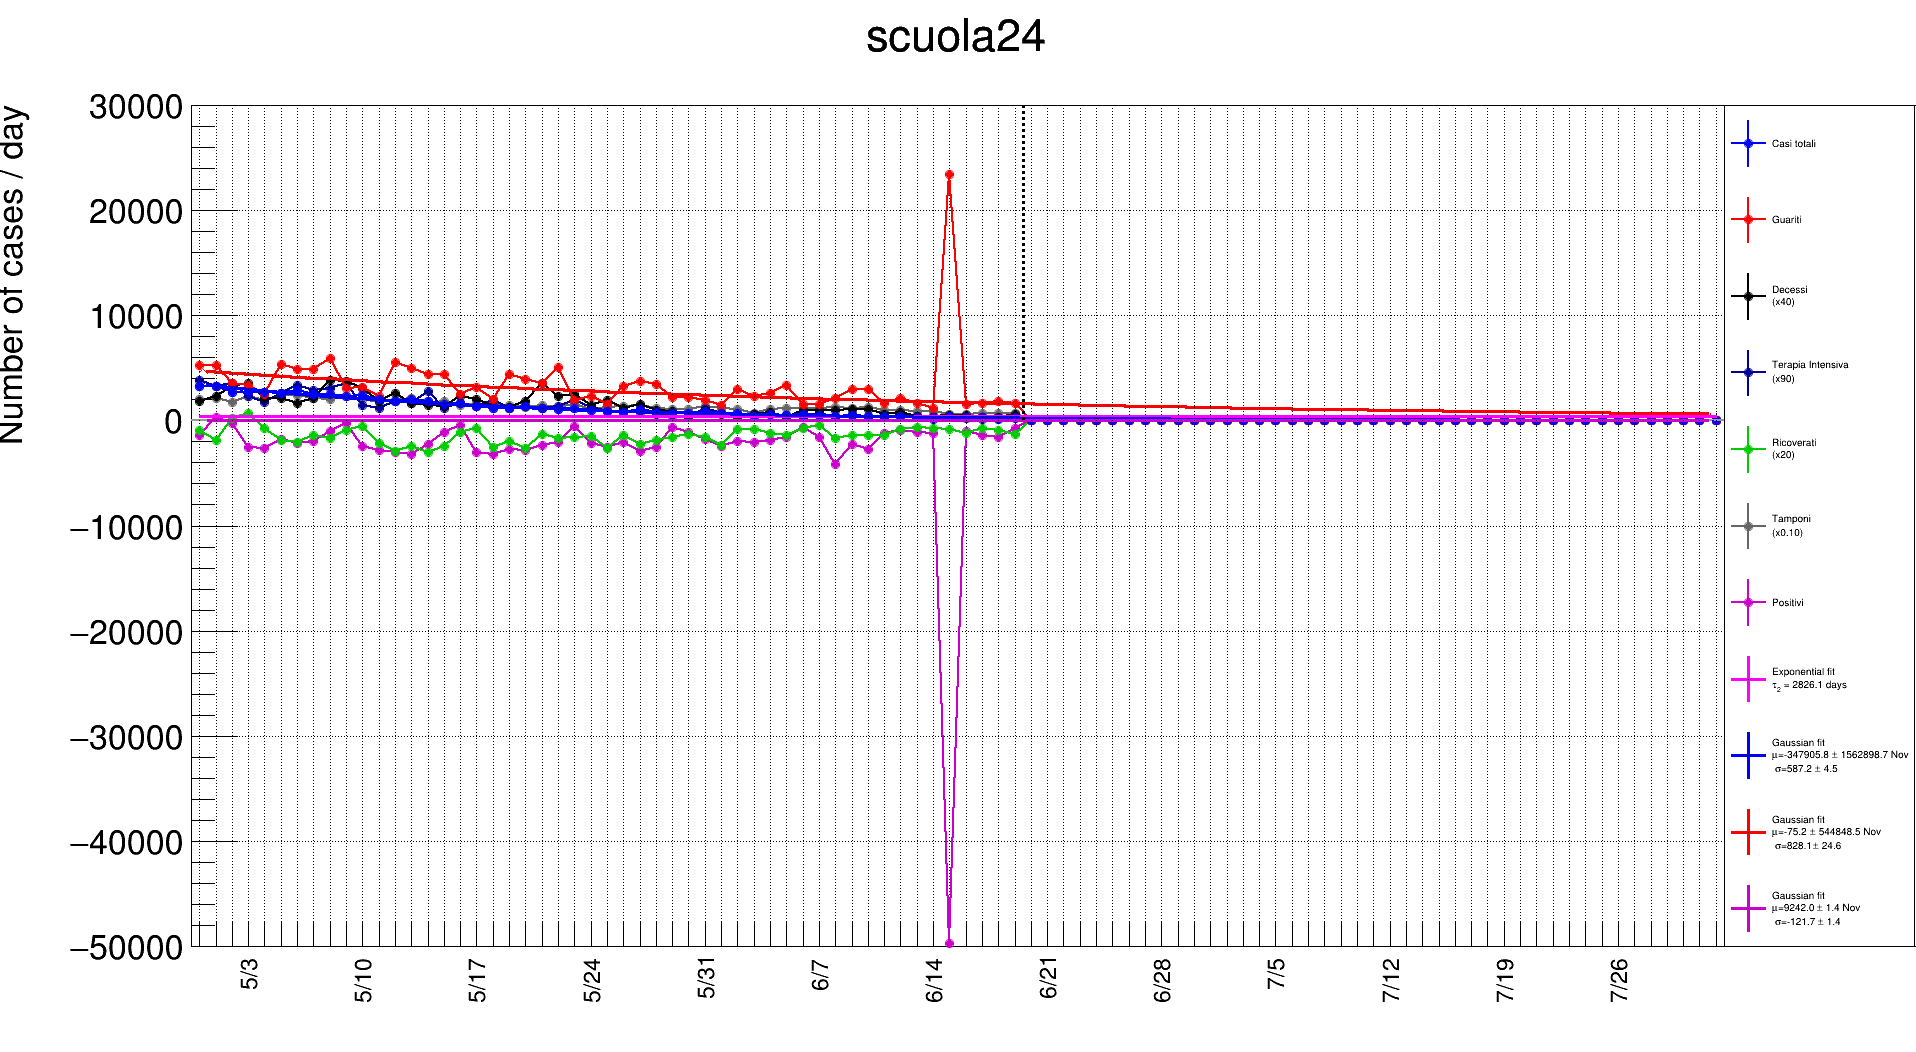 scuola24
Number of cases / day
30000
20000
10000
0
−10000
−20000
−30000
−40000
−50000
5/3
5/10
5/17
5/24
5/31
6/7
6/14
6/21
6/28
7/5
7/12
7/19
7/26
Casi totali
Guariti
Decessi
(x40)
Terapia Intensiva
(x90)
Ricoverati
(x20)
Tamponi
(x0.10)
Positivi
Exponential fit
τ2 = 2826.1 days
Gaussian fit
μ=-347905.8 ± 1562898.7 Nov
σ=587.2 ± 4.5
Gaussian fit
μ=-75.2 ± 544848.5 Nov
σ=828.1 ± 24.6
Gaussian fit
μ=9242.0 ± 1.4 Nov
σ=-121.7 ± 1.4